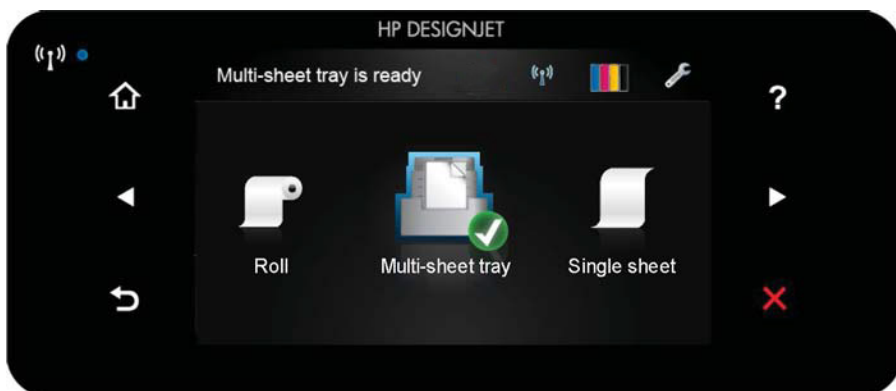 HP DESIGNJET
Multi-sheet tray is ready
?
Roll
Multi-sheet tray
Single sheet